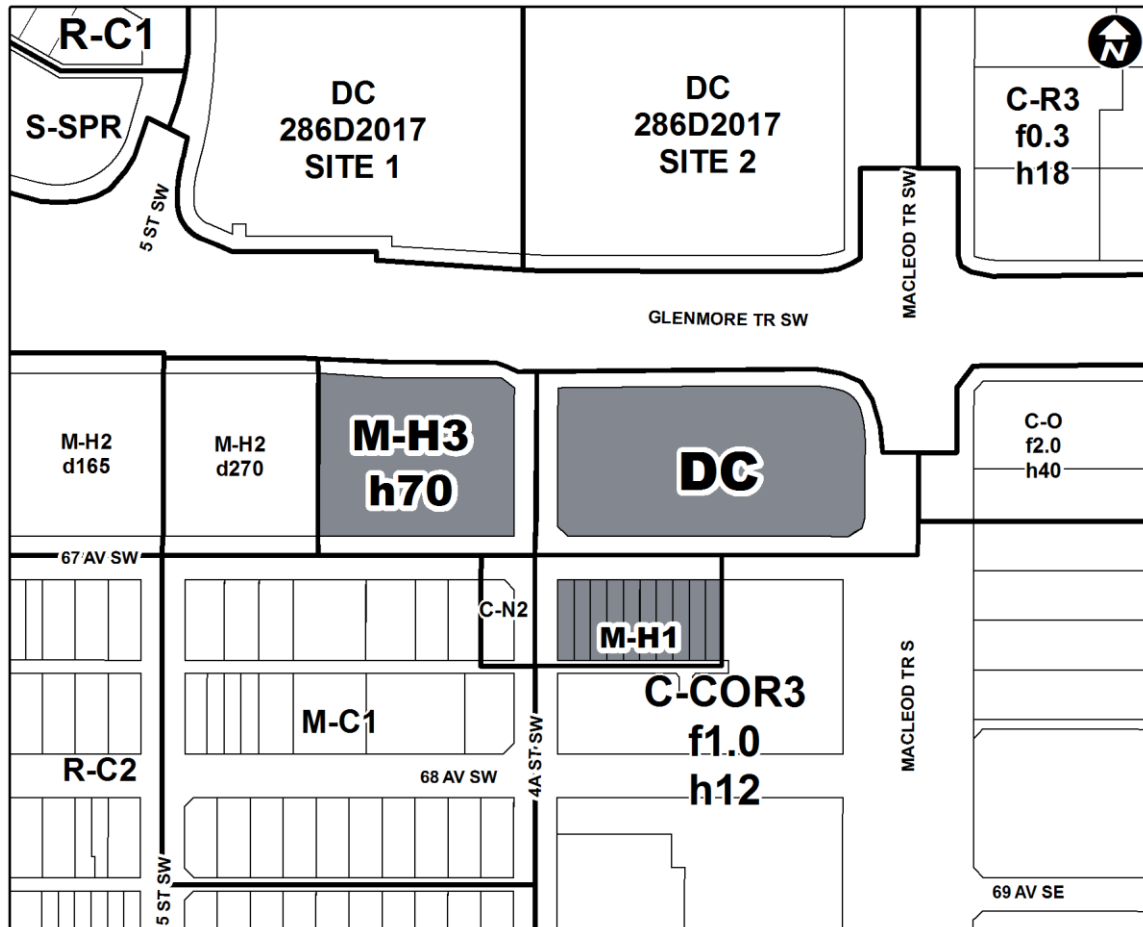 R-C1
N
DC
286D2017
SITE 1
DC
286D2017
SITE 2
C-R3
f0.3
h18
S-SPR
5 ST SW
MACLEOD TR SW
GLENMORE TR SW
M-H2
d165
M-H2
d270
M-H3
h70
DC
C-O
f2.0
h40
67 AV SW
C-N2
M-H1
M-C1
C-COR3
f1.0
h12
MACLEOD TR S
R-C2
68 AV SW
4A ST SW
5 ST SW
69 AV SE